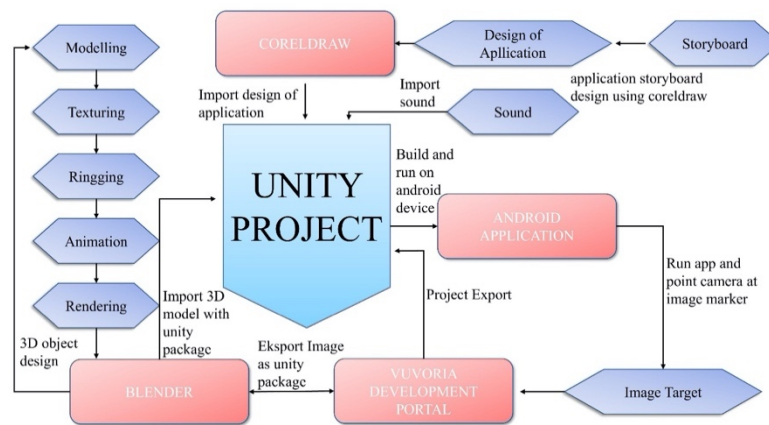 Modelling
CORELDRAW
Design of
Apllication
Storyboard
Import design of
application
Import
sound
application storyboard
design using coreldraw
Texturing
Sound
Ringging
UNITY
PROJECT
Build and
run on
android
device
ANDROID
APPLICATION
Animation
Run app and
point camera at
image marker
Rendering
Import 3D
model with
unity
package
Project Export
3D object
design
Eksport Image
as unity
package
BLENDER
VUVORIA
DEVELOPMENT
PORTAL
Image Target